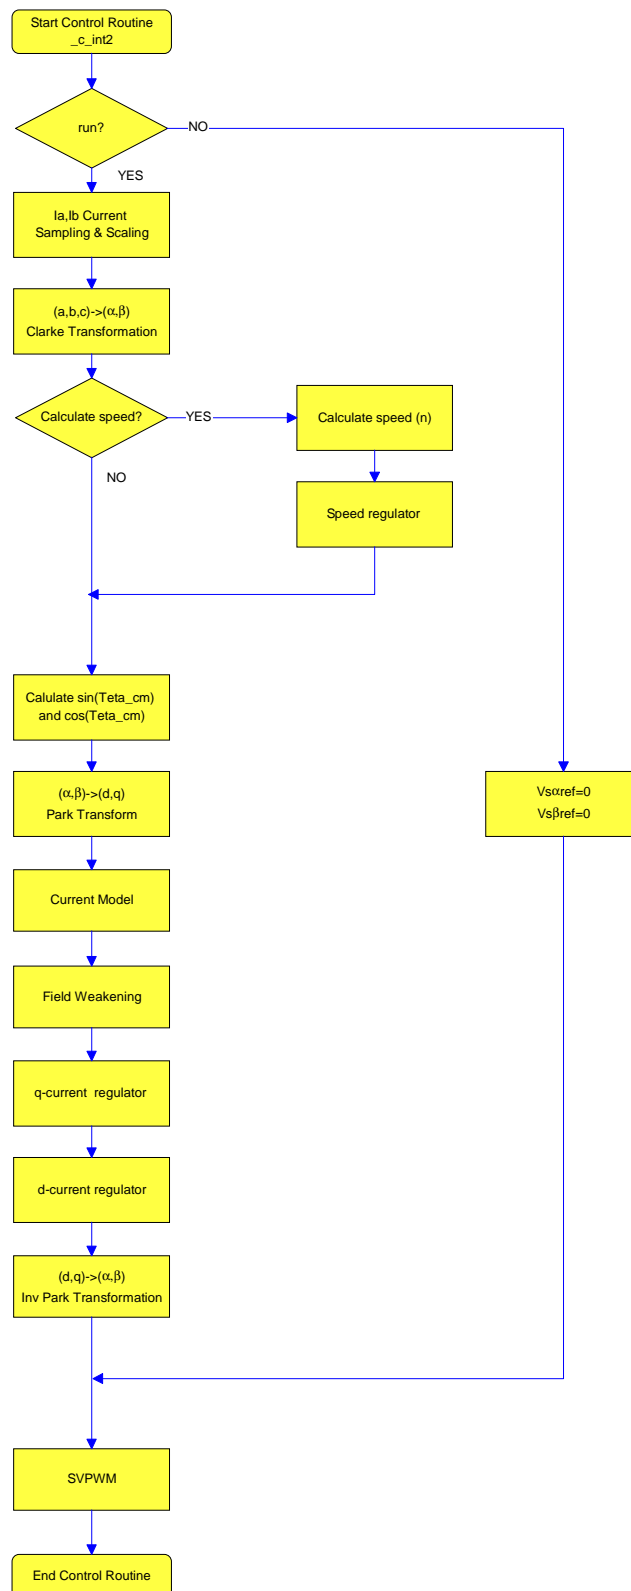 Start Control Routine
_c_int2
run?
NO
YES
Ia,Ib Current
Sampling & Scaling
(a,b,c)->(α,β)
Clarke Transformation
Calculate speed?
YES
Calculate speed (n)
NO
Speed regulator
Calulate sin(Teta_cm)
and cos(Teta_cm)
(α,β)->(d,q)
Park Transform
Vsαref=0
Vsβref=0
Current Model
Field Weakening
q-current regulator
d-current regulator
(d,q)->(α,β)
Inv Park Transformation
SVPWM
End Control Routine